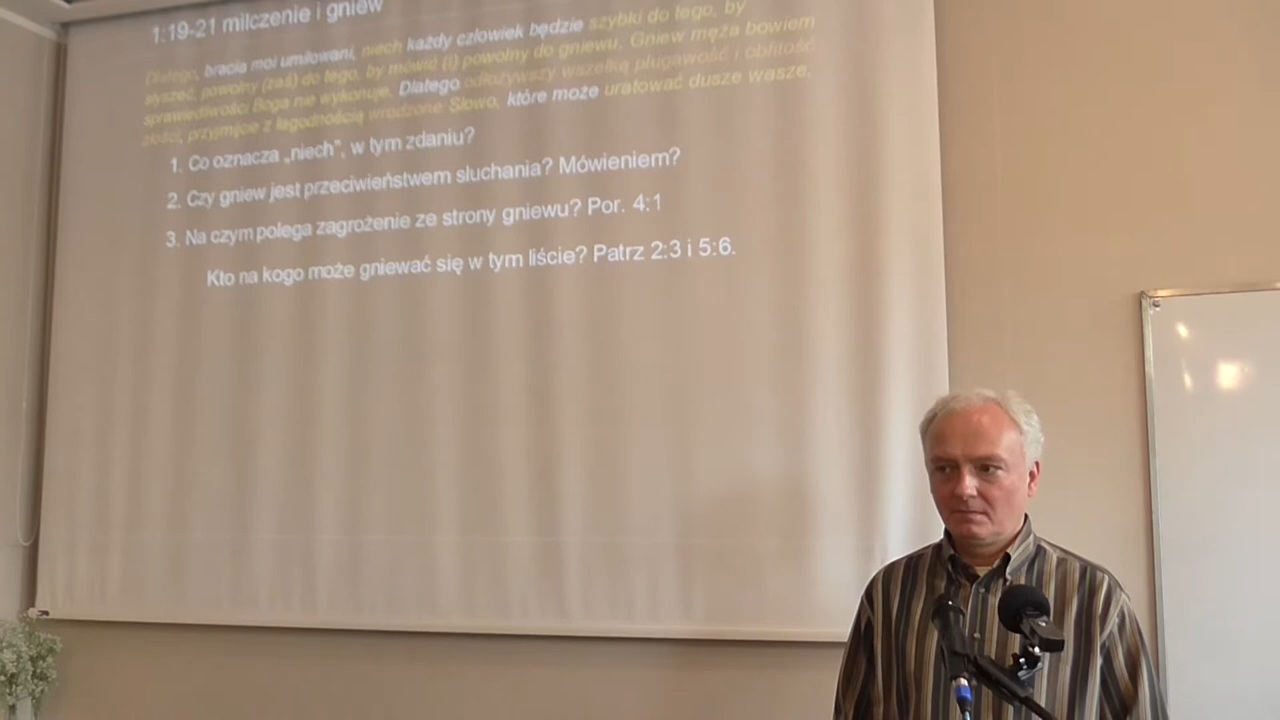 1:19-21 milczenie i gniew
Dlatego, bracia moi umiłowani, niech każdy człowiek będzie szybki do tego, by
słyszeć, powolny (zaś) do tego, by mówić (i) powolny do gniewu. Gniew męża bowiem
sprawiedliwości Boga nie wykonuje. Dlatego odłożywszy wszelką plugawość i obfitość
złości, przyjmijcie z łagodnością wrodzone Słowo, które może uratować dusze wasze.
1. Co oznacza „niech”, w tym zdaniu?
2. Czy gniew jest przeciwieństwem słuchania? Mówieniem?
3. Na czym polega zagrożenie ze strony gniewu? Por. 4:1
Kto na kogo może gniewać się w tym liście? Patrz 2:3 i 5:6.